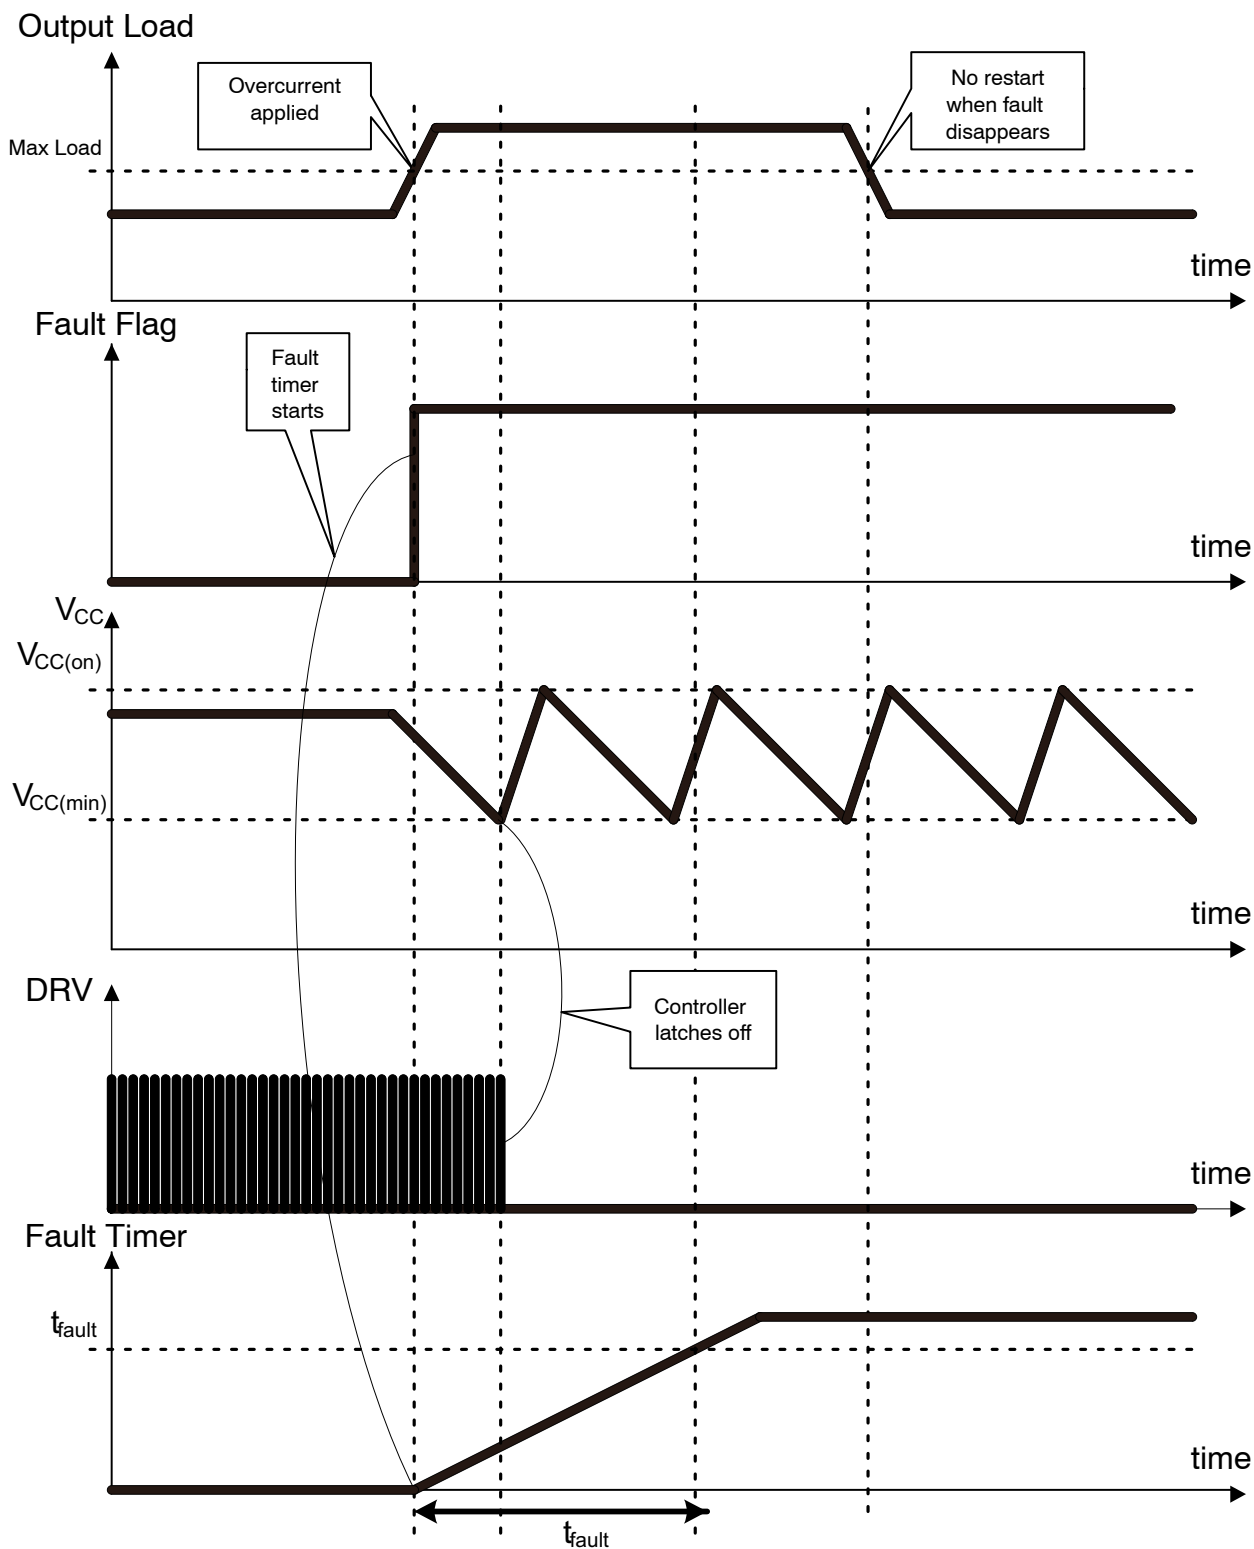 Output Load
Overcurrent
applied
No restart
when fault
disappears
Max Load
time
Fault Flag
Fault
timer
starts
time
VCC
VCC(on)
VCC(min)
time
DRV
Controller
latches off
time
Fault Timer
tfault
time
tfault